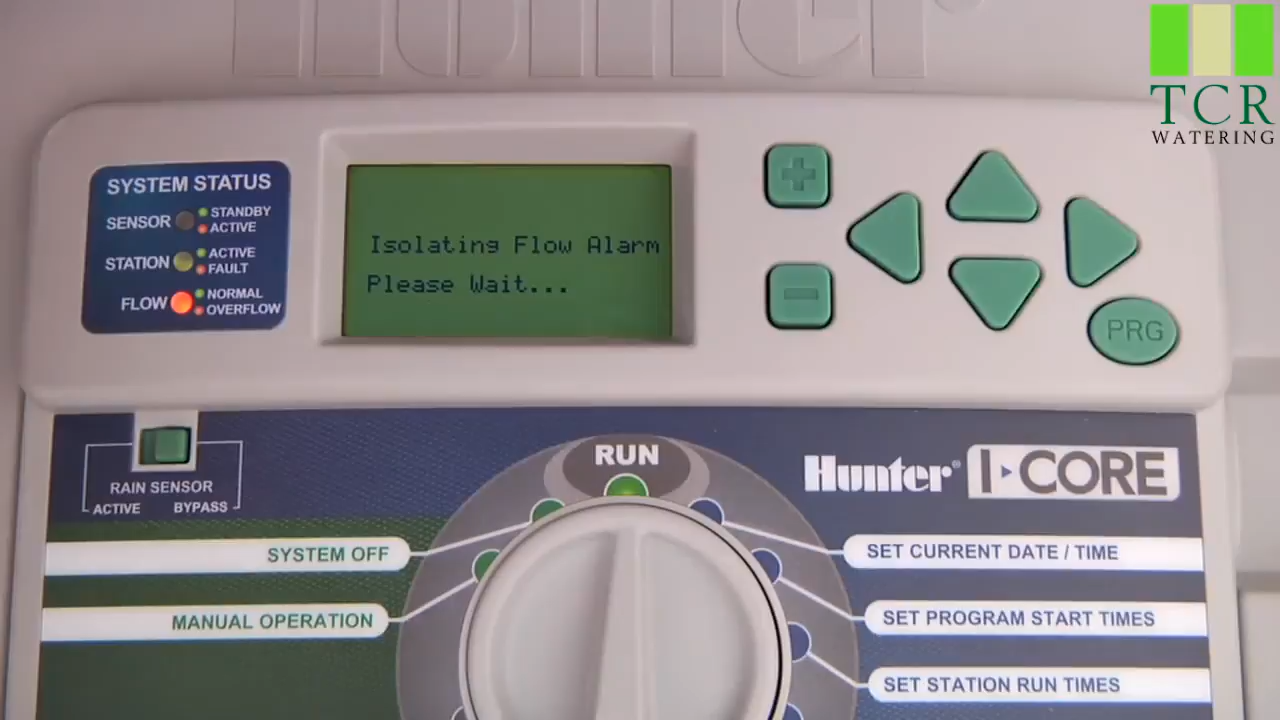 Hunter
TCR
WATERING
SYSTEM STATUS
SENSOR
STANDBY
ACTIVE
STATION
ACTIVE
FAULT
FLOW
NORMAL
OVERFLOW
Isolating Flow Alarm
Please Wait...
PRG
RAIN SENSOR
ACTIVE BYPASS
RUN
Hunter® I-CORE
SYSTEM OFF
MANUAL OPERATION
SET CURRENT DATE / TIME
SET PROGRAM START TIMES
SET STATION RUN TIMES